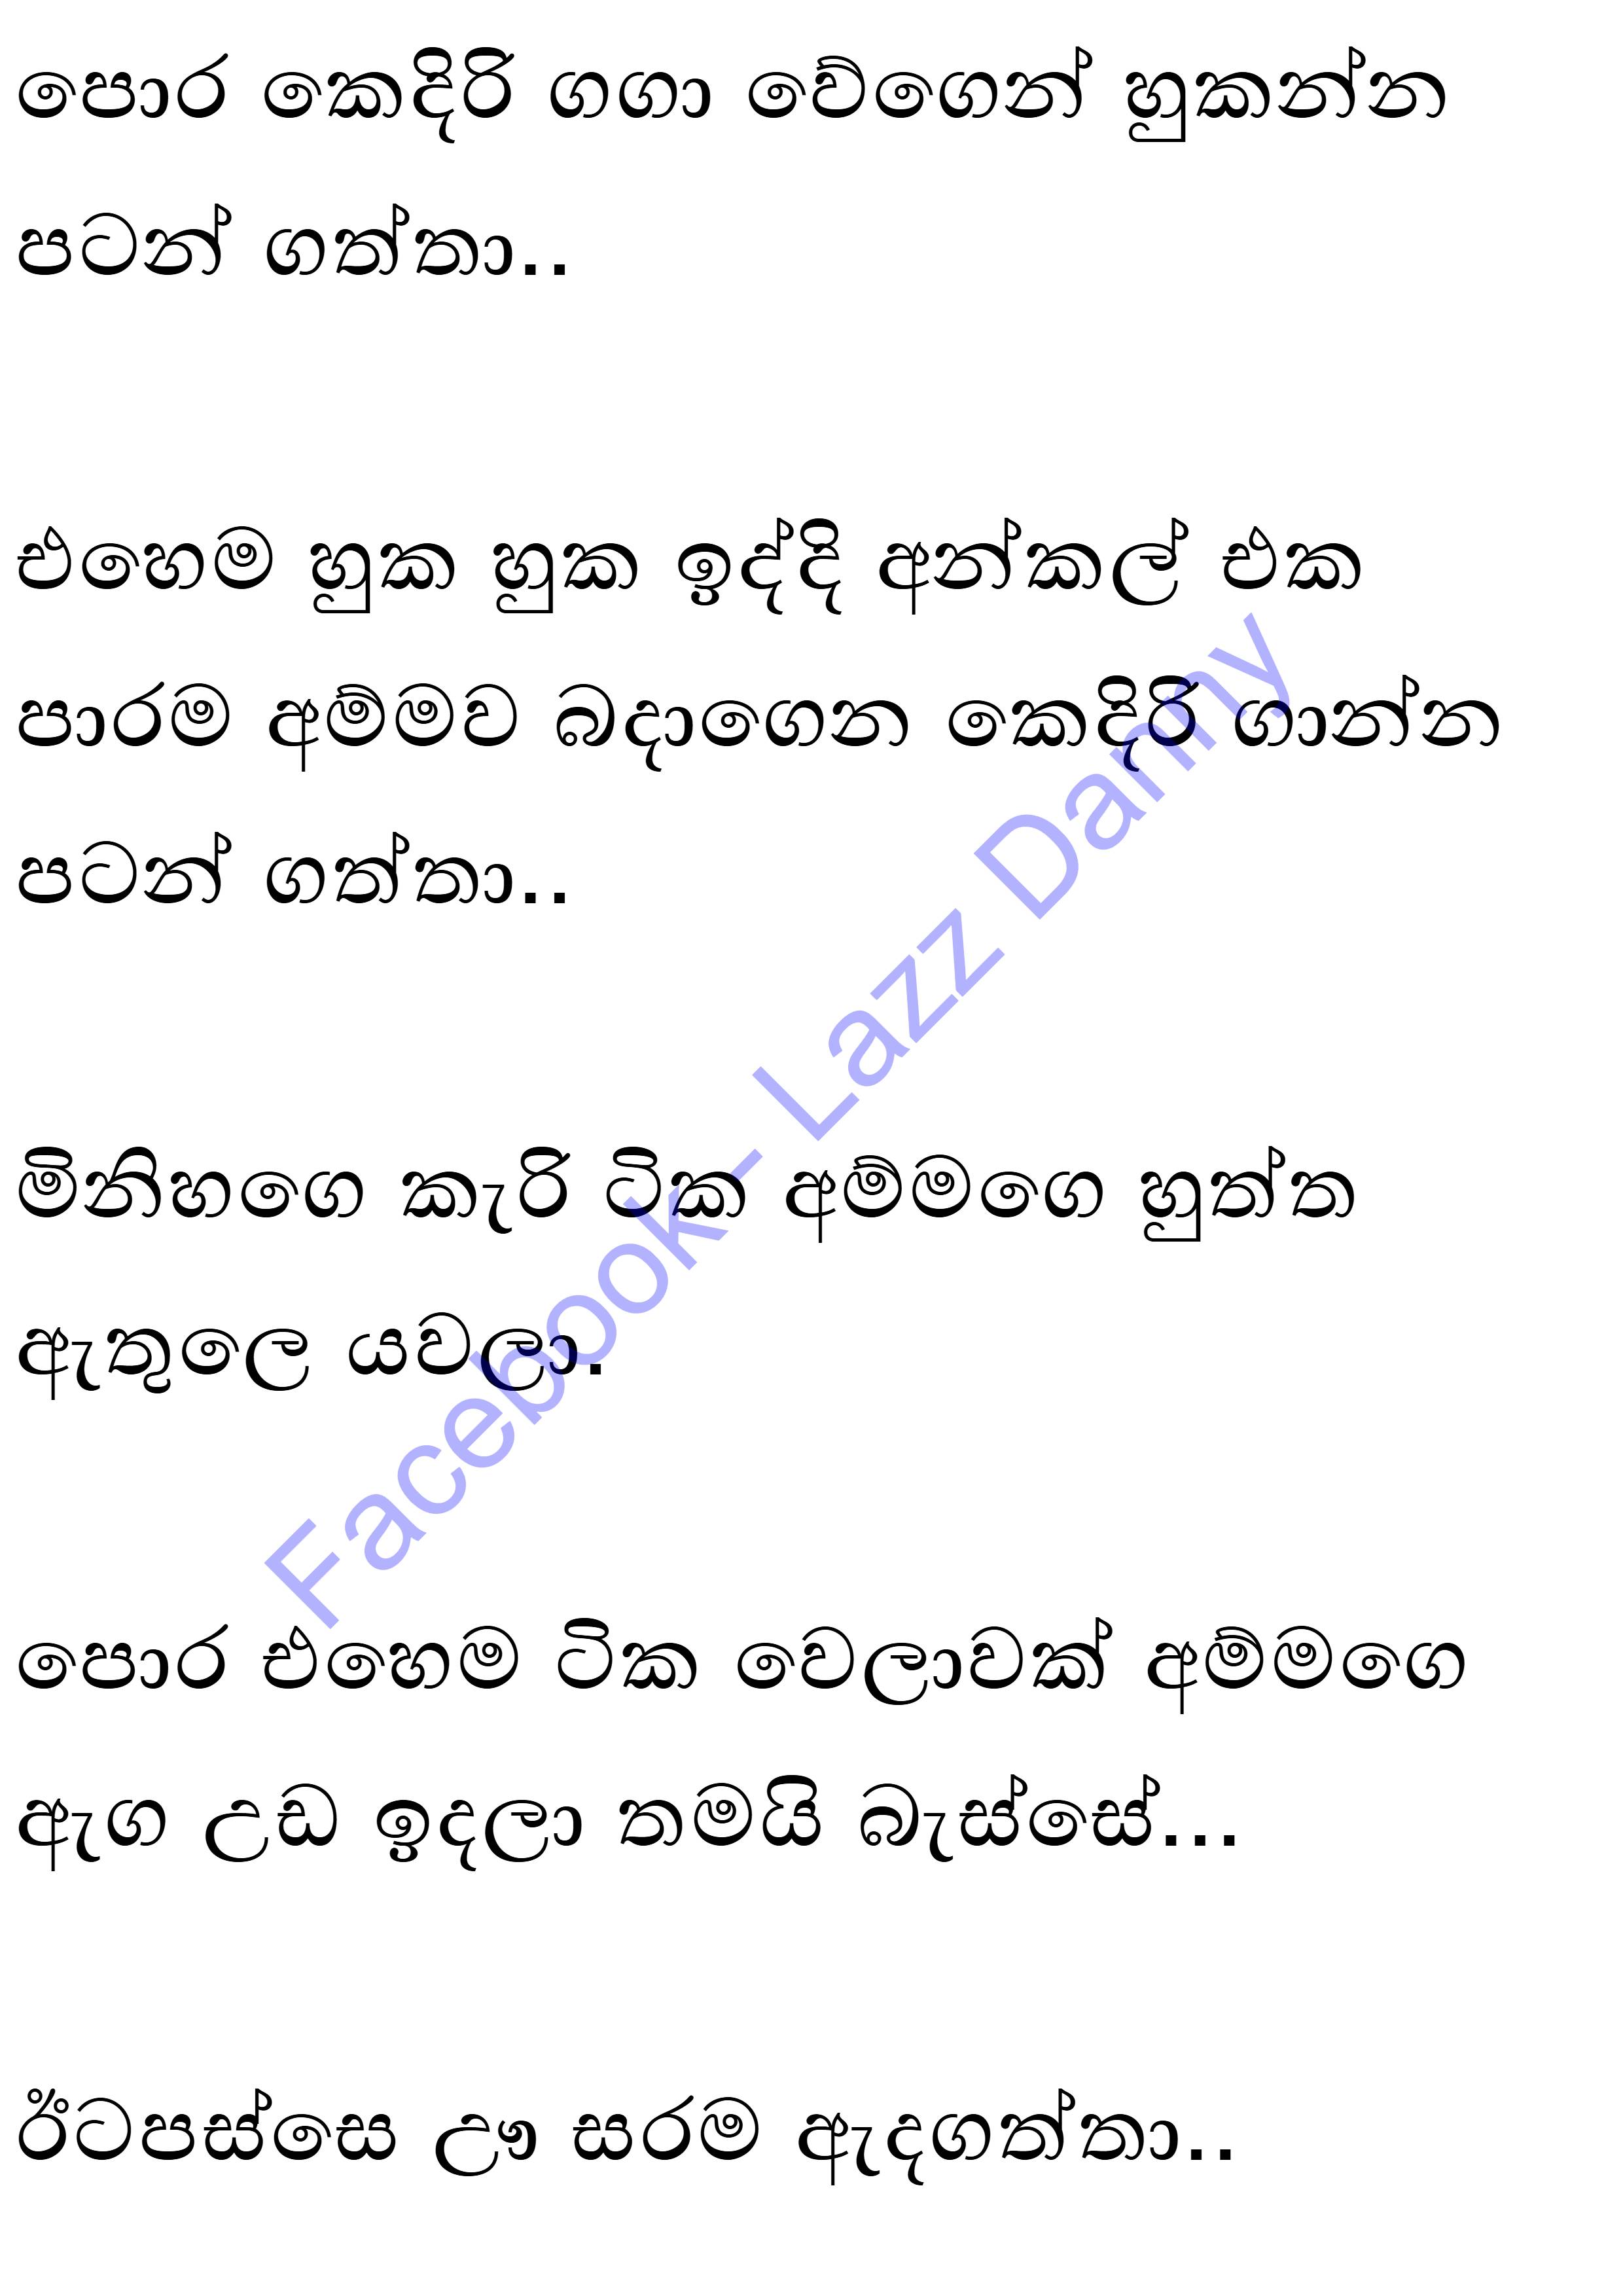 පොර කෙදිරි ගගා වේගෙන් හුකන්න
පටන් ගත්තා..
එහෙම හුක හුක ඉද්දි අන්කල් එක
පාරම අම්මව බදාගෙන කෙදිරි ගාන්න
පටන් ගත්තා..
මිනිහගෙ කැරි ටික අම්මගෙ හුත්ත
ඇතුලෙ යවලා.
පොර එහෙම ටික වෙලාවක් අම්මගෙ
ඇග උඩ ඉදලා තමයි බැස්සේ...
ඊටපස්සෙ ඌ සරම ඇදගත්තා..
Facebook- Lazz Danny